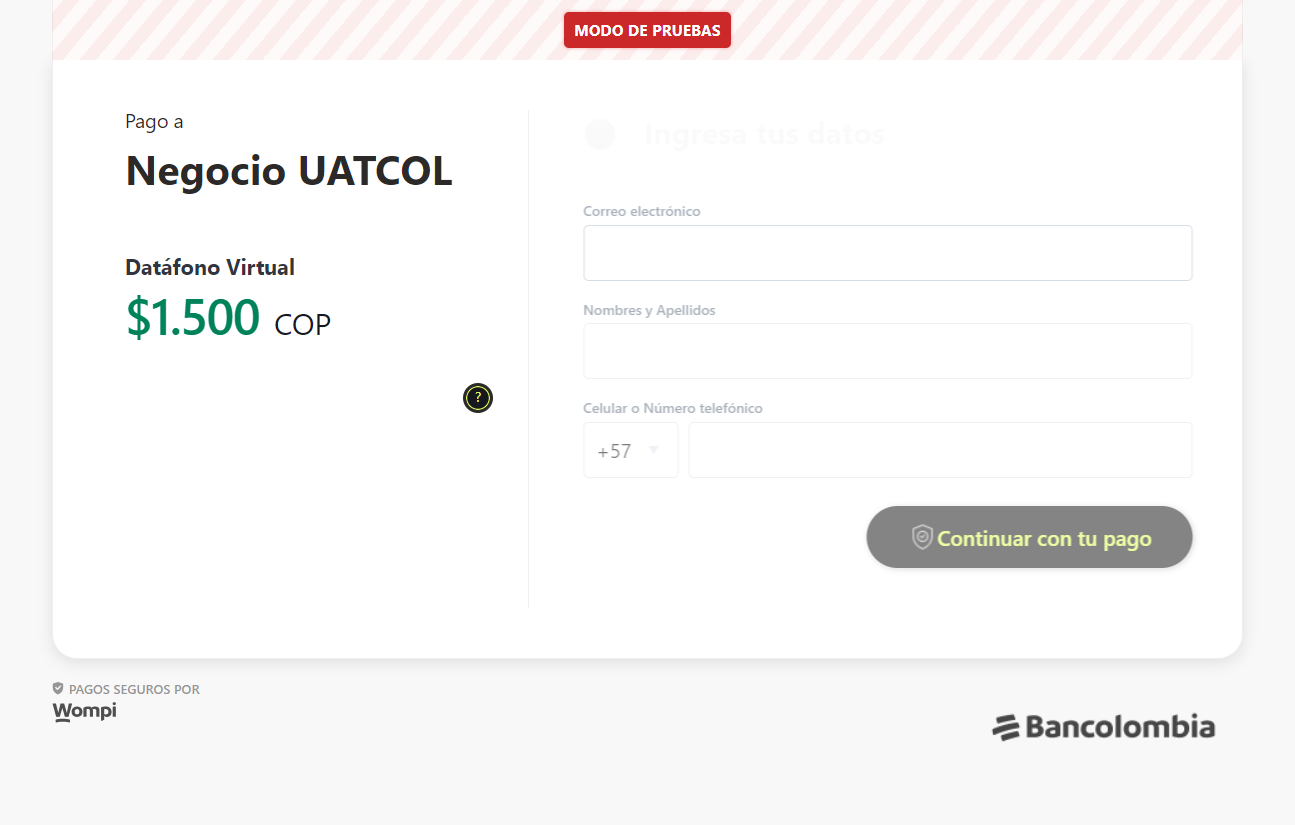 MODO DE PRUEBAS
Pago a
Negocio UATCOL
Datáfono Virtual
$1.500 COP
?
Ingresa tus datos
Correo electrónico
Nombres y Apellidos
Celular o Número telefónico
+57
Continuar con tu pago
PAGOS SEGUROS POR
Wompi
Bancolombia